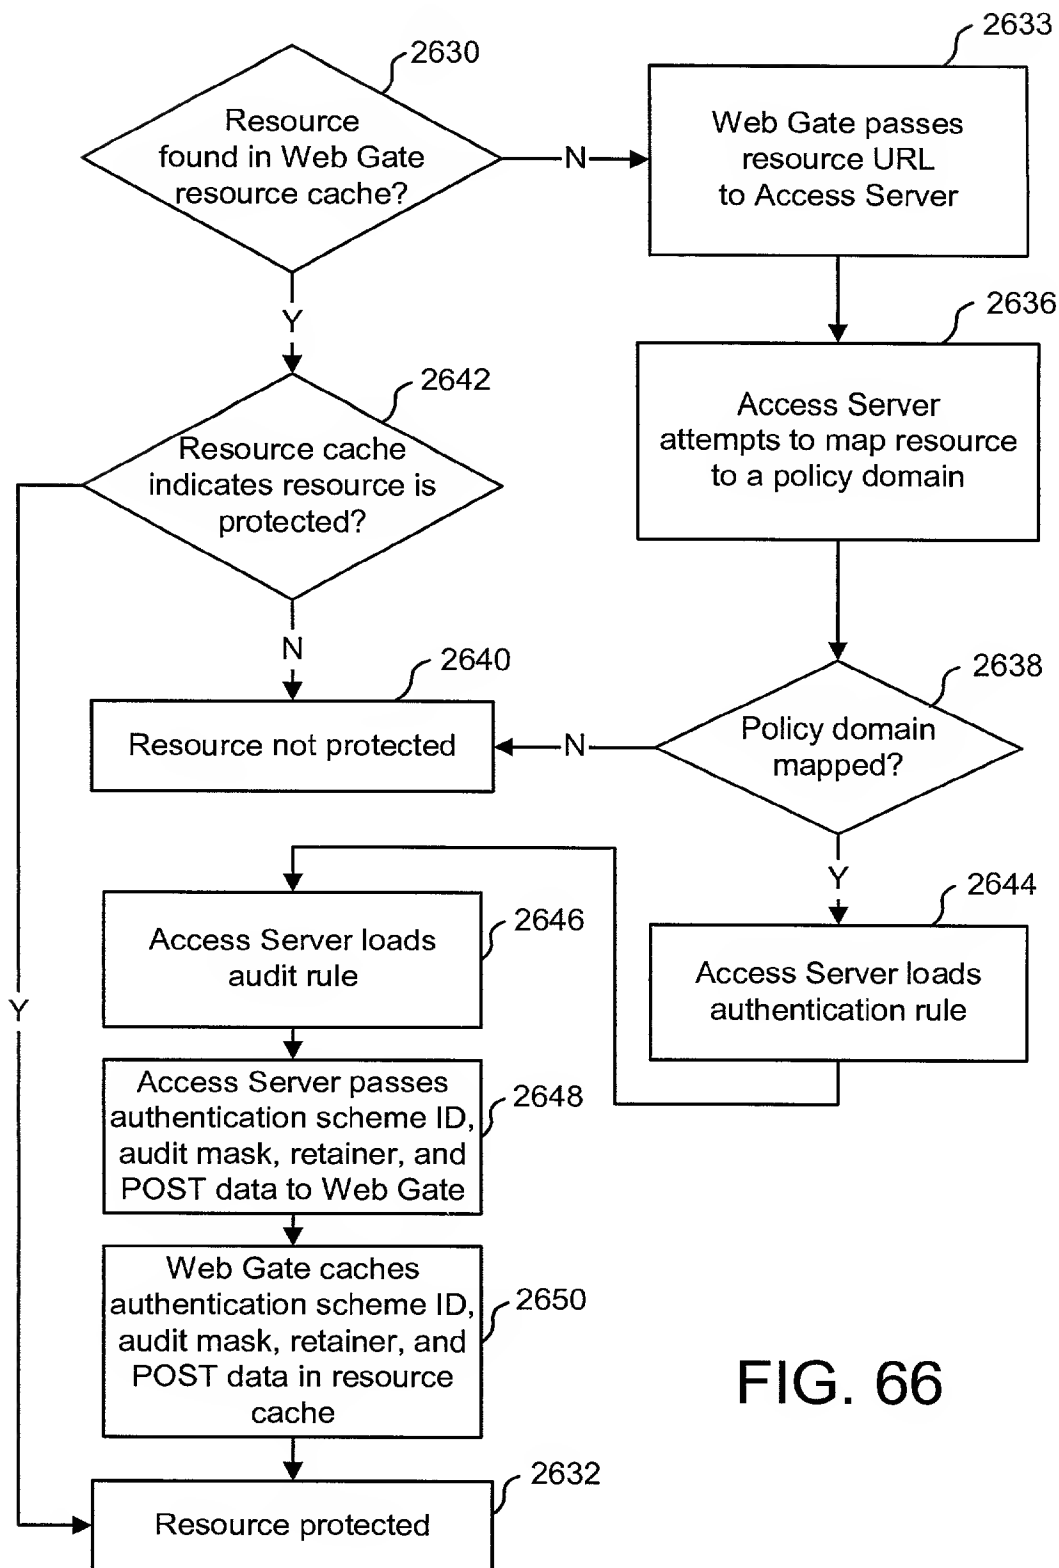 2630
Resource
found in Web Gate
resource cache?
N
2633
Web Gate passes
resource URL
to Access Server
Y
2636
Access Server
attempts to map resource
to a policy domain
2642
Resource cache
indicates resource is
protected?
N
2640
Resource not protected
2638
Policy domain
mapped?
N
Y
2644
Access Server loads
authentication rule
2646
Access Server loads
audit rule
Y
2648
Access Server passes
authentication scheme ID,
audit mask, retainer, and
POST data to Web Gate
2650
Web Gate caches
authentication scheme ID,
audit mask, retainer, and
POST data in resource
cache
2632
Resource protected
FIG. 66